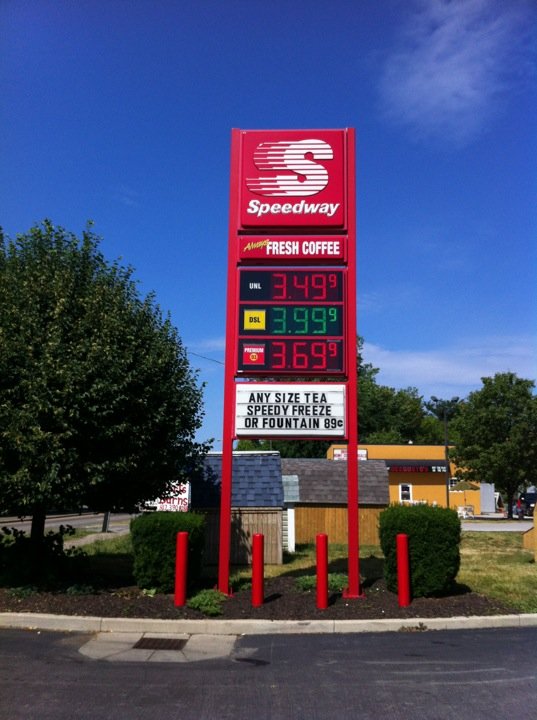 S
Speedway
Always FRESH COFFEE
UNL 3.49 9
DSL 3.99 9
PREMIUM 3.69 9
ANY SIZE TEA
SPEEDY FREEZE
OR FOUNTAIN 89¢